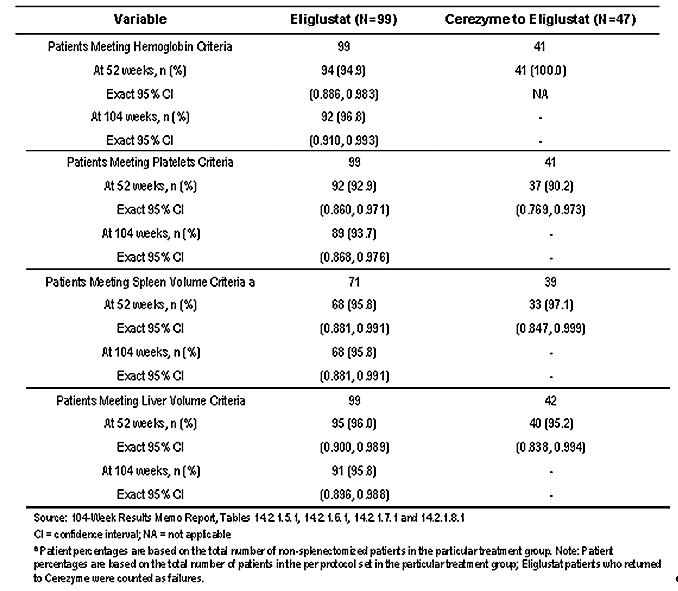 Variable Eliglustat (N=99) Cerezyme to Eliglustat (N=47)
Patients Meeting Hemoglobin Criteria 99 41
At 52 weeks, n (%) 94 (94.9) 41 (100.0)
Exact 95% CI (0.886, 0.983) NA
At 104 weeks, n (%) 92 (96.8) -
Exact 95% CI (0.910, 0.993) -
Patients Meeting Platelets Criteria 99 41
At 52 weeks, n (%) 92 (92.9) 37 (90.2)
Exact 95% CI (0.860, 0.971) (0.769, 0.973)
At 104 weeks, n (%) 89 (93.7) -
Exact 95% CI (0.868, 0.976) -
Patients Meeting Spleen Volume Criteria a 71 39
At 52 weeks, n (%) 68 (95.8) 33 (97.1)
Exact 95% CI (0.881, 0.991) (0.847, 0.999)
At 104 weeks, n (%) 68 (95.8) -
Exact 95% CI (0.881, 0.991) -
Patients Meeting Liver Volume Criteria 99 42
At 52 weeks, n (%) 95 (96.0) 40 (95.2)
Exact 95% CI (0.900, 0.989) (0.838, 0.994)
At 104 weeks, n (%) 91 (95.8) -
Exact 95% CI (0.896, 0.988) -
Source: 104-Week Results Memo Report, Tables 14.2.1.5.1, 14.2.1.6.1, 14.2.1.7.1 and 14.2.1.8.1
CI = confidence interval; NA = not applicable
a Patient percentages are based on the total number of non-splenectomized patients in the particular treatment group. Note: Patient
percentages are based on the total number of patients in the per protocol set in the particular treatment group; Eliglustat patients who returned
to Cerezyme were counted as failures.